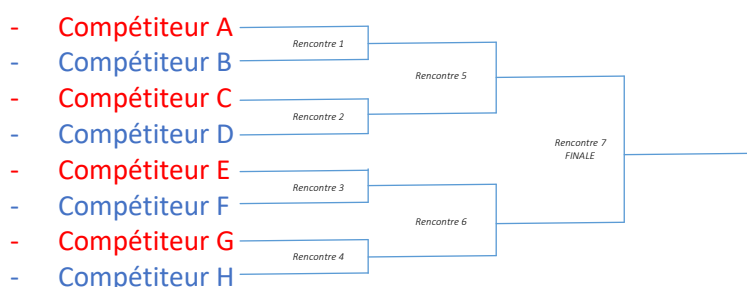 - Compétiteur A
Rencontre 1
- Compétiteur B
Rencontre 5
- Compétiteur C
Rencontre 2
- Compétiteur D
Rencontre 7
FINALE
- Compétiteur E
Rencontre 3
- Compétiteur F
Rencontre 6
- Compétiteur G
Rencontre 4
- Compétiteur H